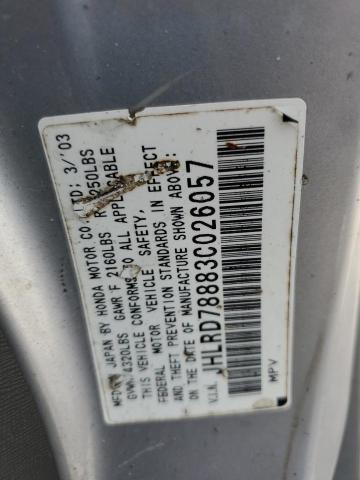 MFD. JAPAN BY HONDA MOTOR CO LTD: 3/'03
GVWR 4320LBS GAWR F 2160LBS R 2250LBS
THIS VEHICLE CONFORMS TO ALL APPLICABLE
FEDERAL MOTOR VEHICLE SAFETY,
AND THEFT PREVENTION STANDARDS IN EFFECT
ON THE DATE OF MANUFACTURE SHOWN ABOVE:
V.I.N. JHLRD78883C026057
MPV